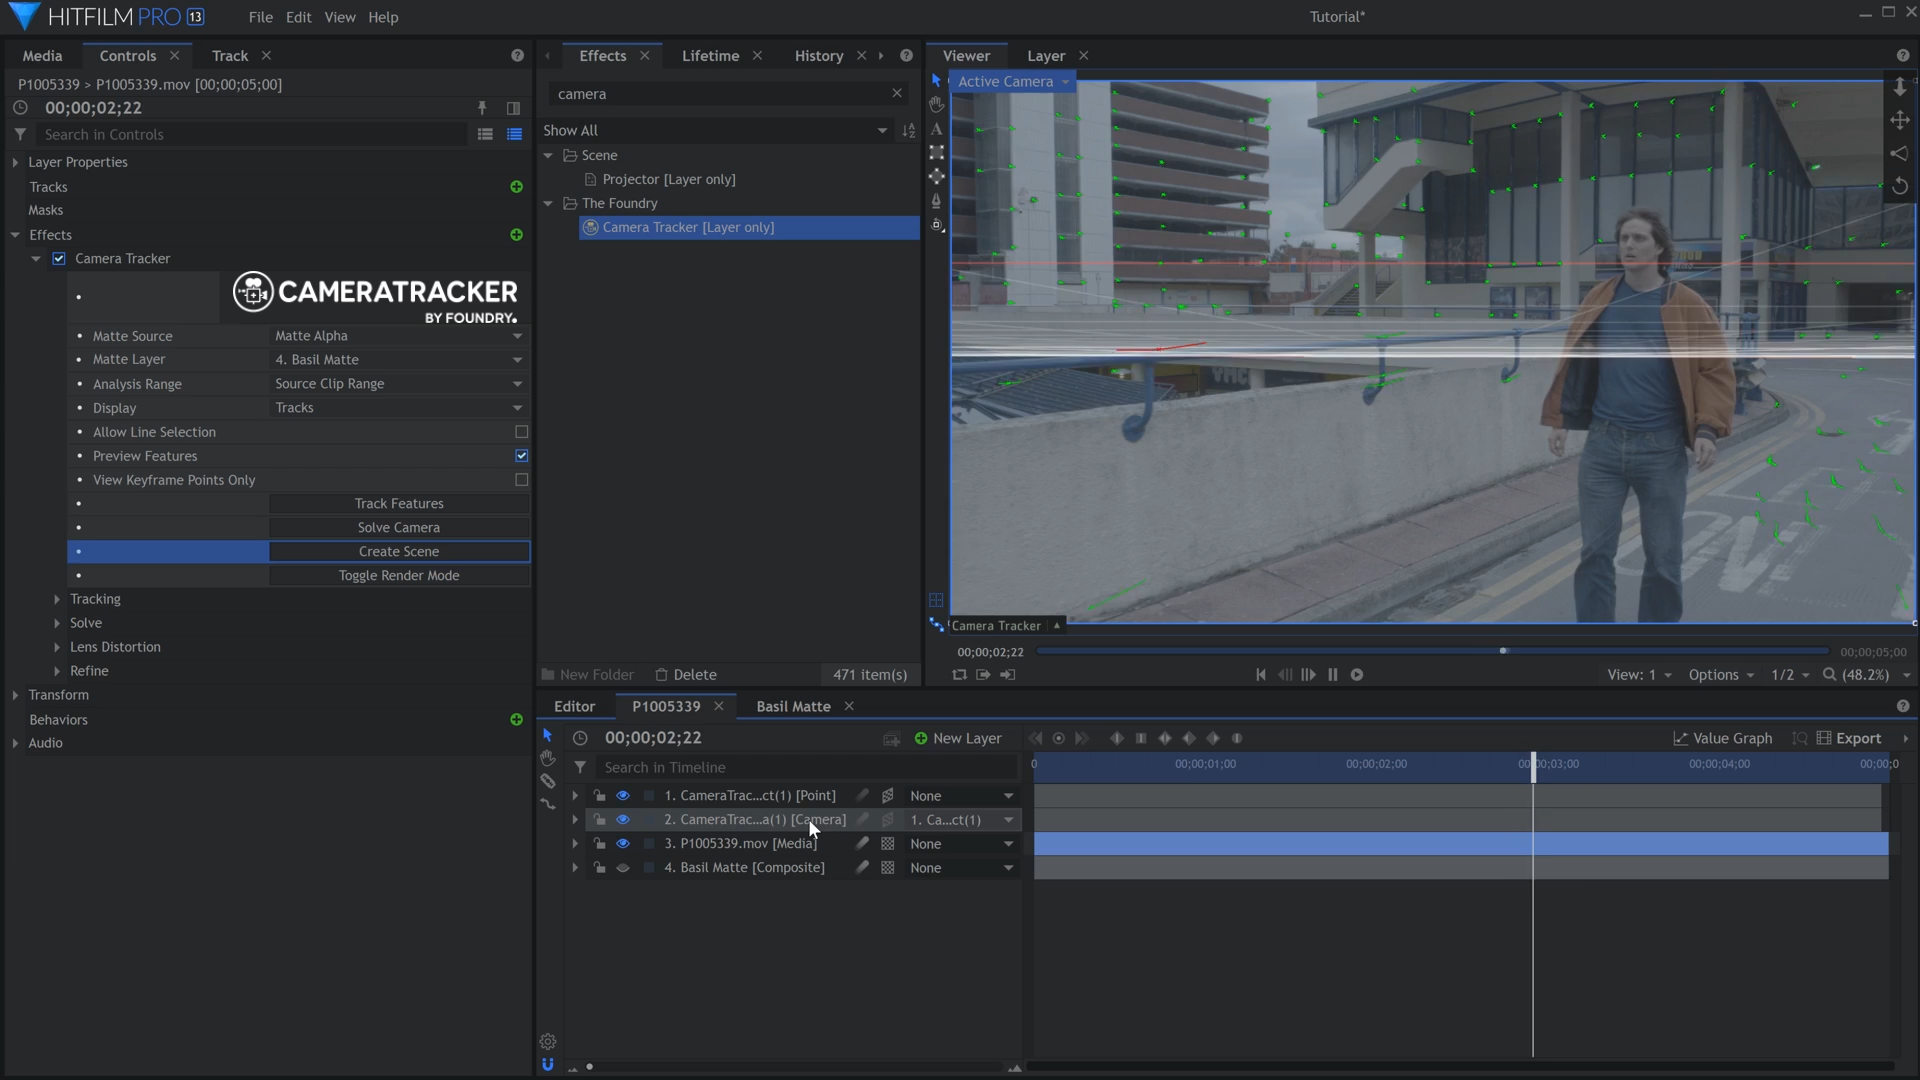 HITFILM PRO 13
File Edit View Help
Tutorial*
Media Controls Track
P1005339 > P1005339.mov [00;00;05;00]
00;00;02;22
Search in Controls
Layer Properties
Tracks
Masks
Effects
Camera Tracker
CAMERATRACKER
BY FOUNDRY.
Matte Source Matte Alpha
Matte Layer 4. Basil Matte
Analysis Range Source Clip Range
Display Tracks
Allow Line Selection
Preview Features
View Keyframe Points Only
Track Features
Solve Camera
Create Scene
Toggle Render Mode
Tracking
Solve
Lens Distortion
Refine
Transform
Behaviors
Audio
Effects Lifetime History
camera
Show All
Scene
Projector [Layer only]
The Foundry
Camera Tracker [Layer only]
New Folder Delete 471 item(s)
Viewer Layer
Active Camera
Camera Tracker
00;00;02;22 00;00;05;00
View: 1 Options 1/2 (48.2%)
Editor P1005339 Basil Matte
00;00;02;22 New Layer Value Graph Export
Search in Timeline
0 00;00;01;00 00;00;02;00 00;00;03;00 00;00;04;00 00;00;0
1. CameraTrac...ct(1) [Point] None
2. CameraTrac...a(1) [Camera] 1. Ca...ct(1)
3. P1005339.mov [Media] None
4. Basil Matte [Composite] None